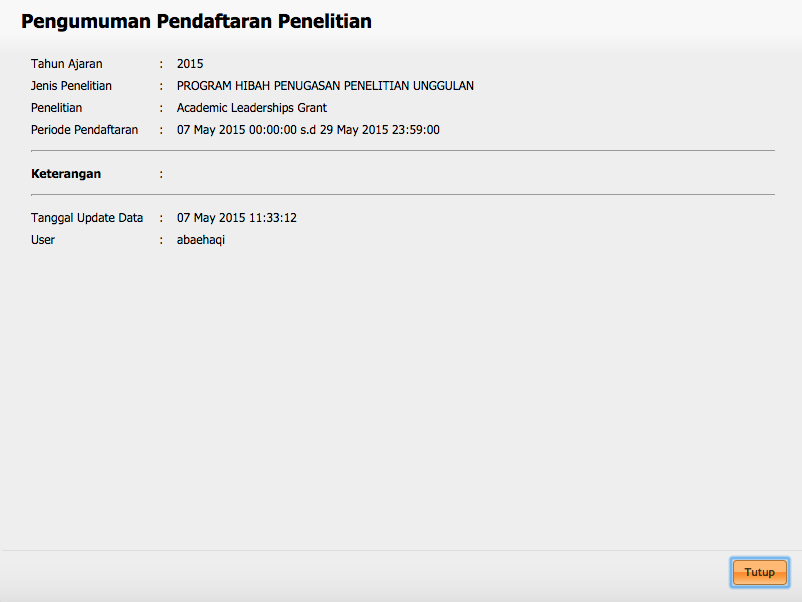 Pengumuman Pendaftaran Penelitian
Tahun Ajaran : 2015
Jenis Penelitian : PROGRAM HIBAH PENUGASAN PENELITIAN UNGGULAN
Penelitian : Academic Leaderships Grant
Periode Pendaftaran : 07 May 2015 00:00:00 s.d 29 May 2015 23:59:00
Keterangan :
Tanggal Update Data : 07 May 2015 11:33:12
User : abaehaqi
Tutup